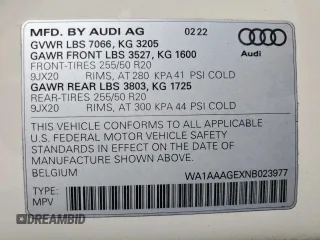 MFD. BY AUDI AG 02 22
GVWR LBS 7066, KG 3205
GAWR FRONT LBS 3527, KG 1600
FRONT-TIRES 255/50 R20
9JX20 RIMS, AT 280 KPA 41 PSI COLD
GAWR REAR LBS 3803, KG 1725
REAR-TIRES 255/50 R20
9JX20 RIMS, AT 300 KPA 44 PSI COLD
Audi
THIS VEHICLE CONFORMS TO ALL APPLICABLE
U.S. FEDERAL MOTOR VEHICLE SAFETY
STANDARDS IN EFFECT ON THE DATE OF
MANUFACTURE SHOWN ABOVE.
BELGIUM WA1AAAGEXNB023977
TYPE:
MPV
DREAMBID